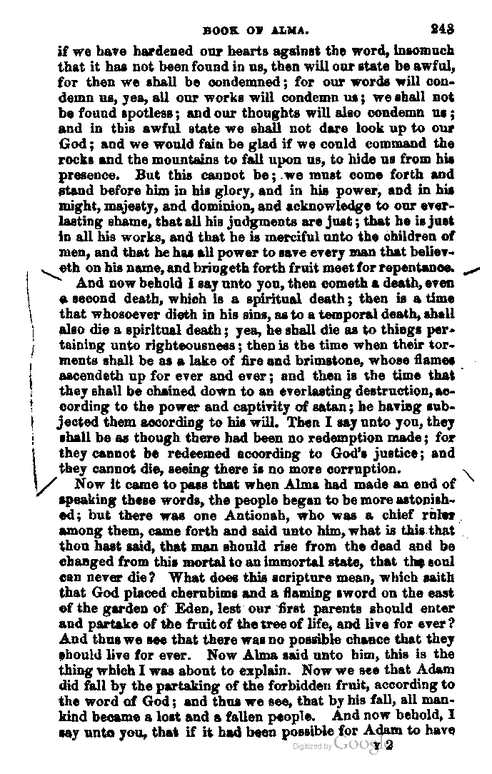 BOOK OF ALMA. 243
if we have hardened our hearts against the word, insomuch
that it has not been found in us, then will our state be awful,
for then we shall be condemned; for our words will con-
demn us, yea, all our works will condemn us; we shall not
be found spotless; and our thoughts will also condemn us;
and in this awful state we shall not dare look up to our
God; and we would fain be glad if we could command the
rocks and the mountains to fall upon us, to hide us from his
presence. But this cannot be; we must come forth and
stand before him in his glory, and in his power, and in his
might, majesty, and dominion, and acknowledge to our ever-
lasting shame, that all his judgments are just; that he is just
in all his works, and that he is merciful unto the children of
men, and that he has all power to save every man that believ-
eth on his name, and bringeth forth fruit meet for repentance.
And now behold I say unto you, then cometh a death, even
a second death, which is a spiritual death; then is a time
that whosoever dieth in his sins, as to a temporal death, shall
also die a spiritual death; yea, he shall die as to things per-
taining unto righteousness; then is the time when their tor-
ments shall be as a lake of fire and brimstone, whose flames
ascendeth up for ever and ever; and then is the time that
they shall be chained down to an everlasting destruction, ac-
cording to the power and captivity of satan; he having sub-
jected them according to his will. Then I say unto you, they
shall be as though there had been no redemption made; for
they cannot be redeemed according to God's justice; and
they cannot die, seeing there is no more corruption.
Now it came to pass that when Alma had made an end of
speaking these words, the people began to be more astonish-
ed; but there was one Antionah, who was a chief ruler
among them, came forth and said unto him, what is this that
thou hast said, that man should rise from the dead and be
changed from this mortal to an immortal state, that the soul
can never die? What does this scripture mean, which saith
that God placed cherubims and a flaming sword on the east
of the garden of Eden, lest our first parents should enter
and partake of the fruit of the tree of life, and live for ever?
And thus we see that there was no possible chance that they
should live for ever. Now Alma said unto him, this is the
thing which I was about to explain. Now we see that Adam
did fall by the partaking of the forbidden fruit, according to
the word of God; and thus we see, that by his fall, all man-
kind became a lost and a fallen people. And now behold, I
say unto you, that if it had been possible for Adam to have
Digitized by Google
Y 2